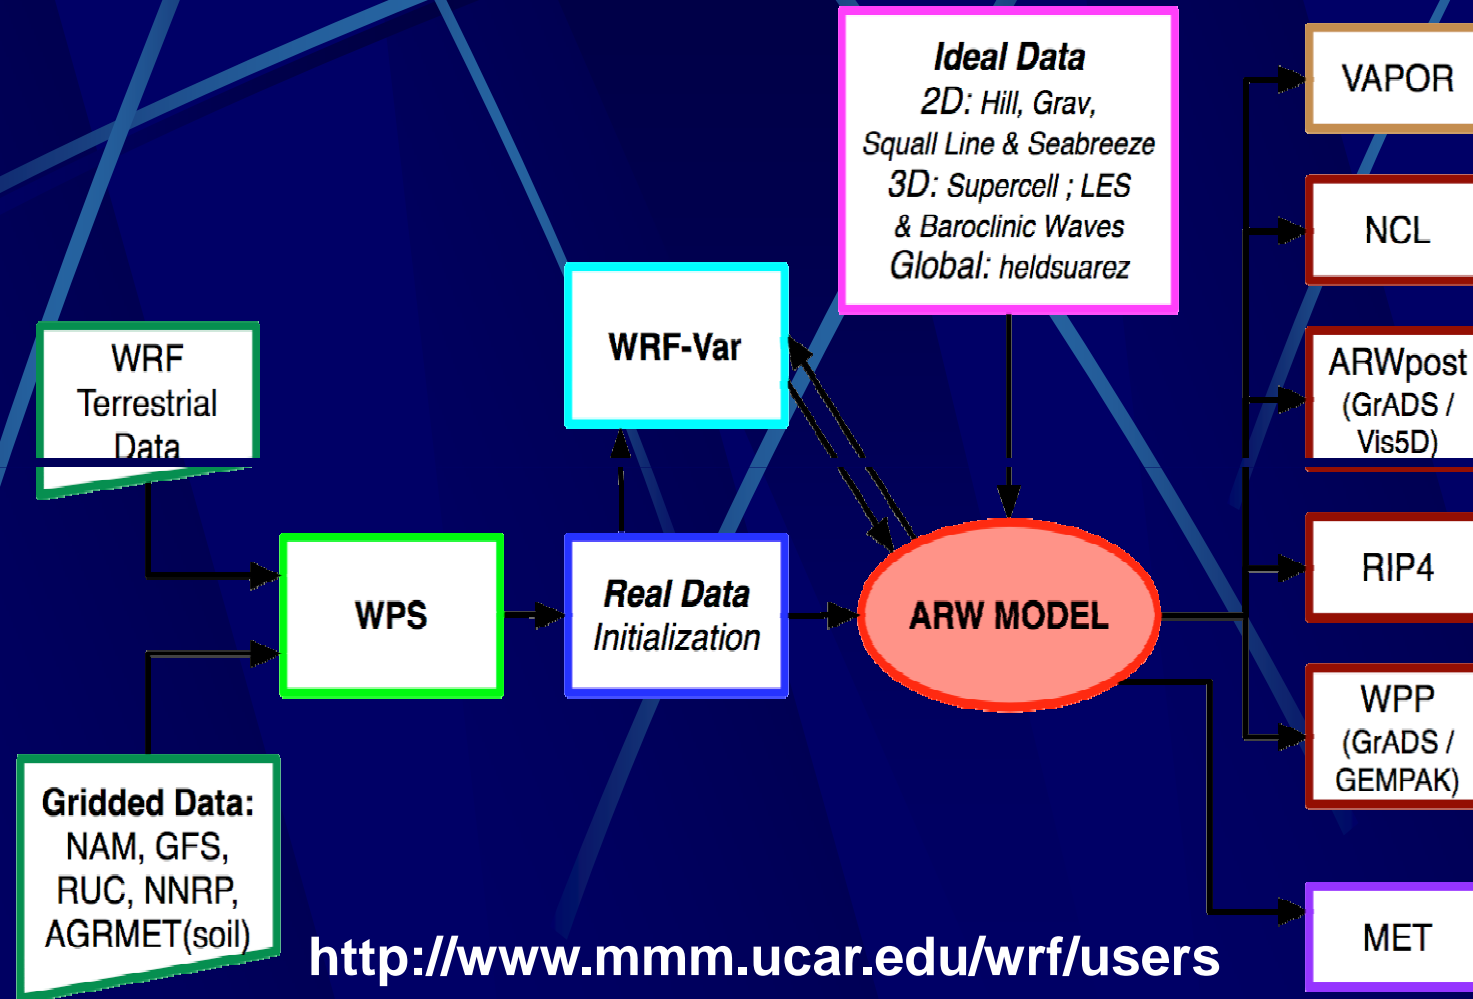 Ideal Data
2D: Hill, Grav,
Squall Line & Seabreeze
3D: Supercell ; LES
& Baroclinic Waves
Global: heldsuarez
VAPOR
NCL
ARWpost
(GrADS /
Vis5D)
RIP4
WPP
(GrADS /
GEMPAK)
MET
WRF-Var
WRF
Terrestrial
Data
WPS
Real Data
Initialization
ARW MODEL
Gridded Data:
NAM, GFS,
RUC, NNRP,
AGRMET(soil)
http://www.mmm.ucar.edu/wrf/users